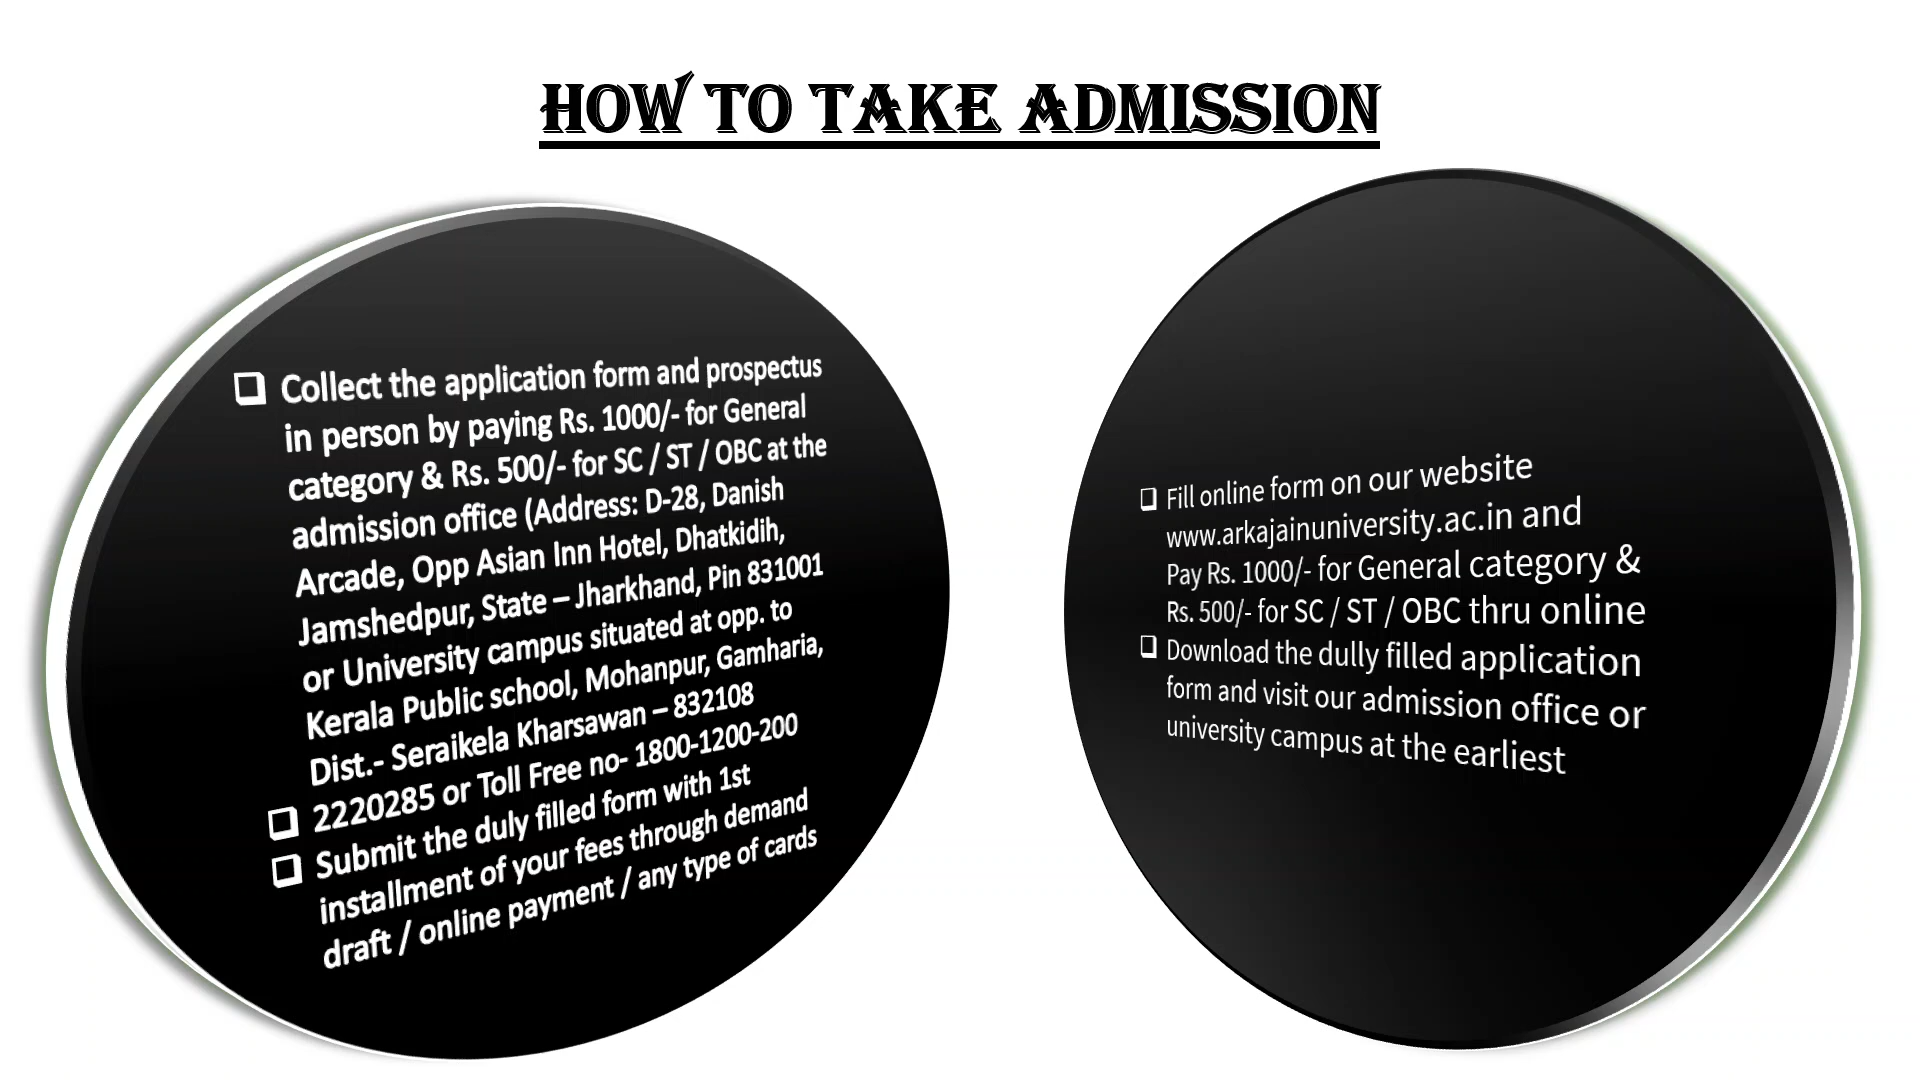 HOW TO TAKE ADMISSION
❑ Collect the application form and prospectus
in person by paying Rs. 1000/- for General
category & Rs. 500/- for SC / ST / OBC at the
admission office (Address: D-28, Danish
Arcade, Opp Asian Inn Hotel, Dhatkidih,
Jamshedpur, State – Jharkhand, Pin 831001
or University campus situated at opp. to
Kerala Public school, Mohanpur, Gamharia,
Dist.- Seraikela Kharsawan – 832108
❑ 2220285 or Toll Free no- 1800-1200-200
❑ Submit the duly filled form with 1st
installment of your fees through demand
draft / online payment / any type of cards
❑ Fill online form on our website
www.arkajainuniversity.ac.in and
Pay Rs. 1000/- for General category &
Rs. 500/- for SC / ST / OBC thru online
❑ Download the dully filled application
form and visit our admission office or
university campus at the earliest